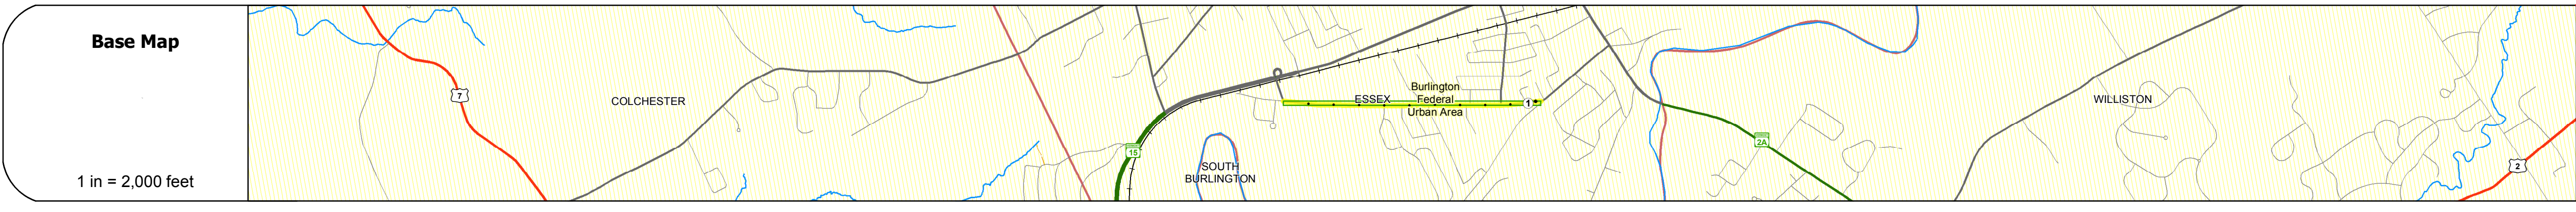 Base Map
1 in = 2,000 feet
7
COLCHESTER
15
SOUTH
BURLINGTON
ESSEX
Burlington
Federal
Urban Area
1
2A
WILLISTON
2